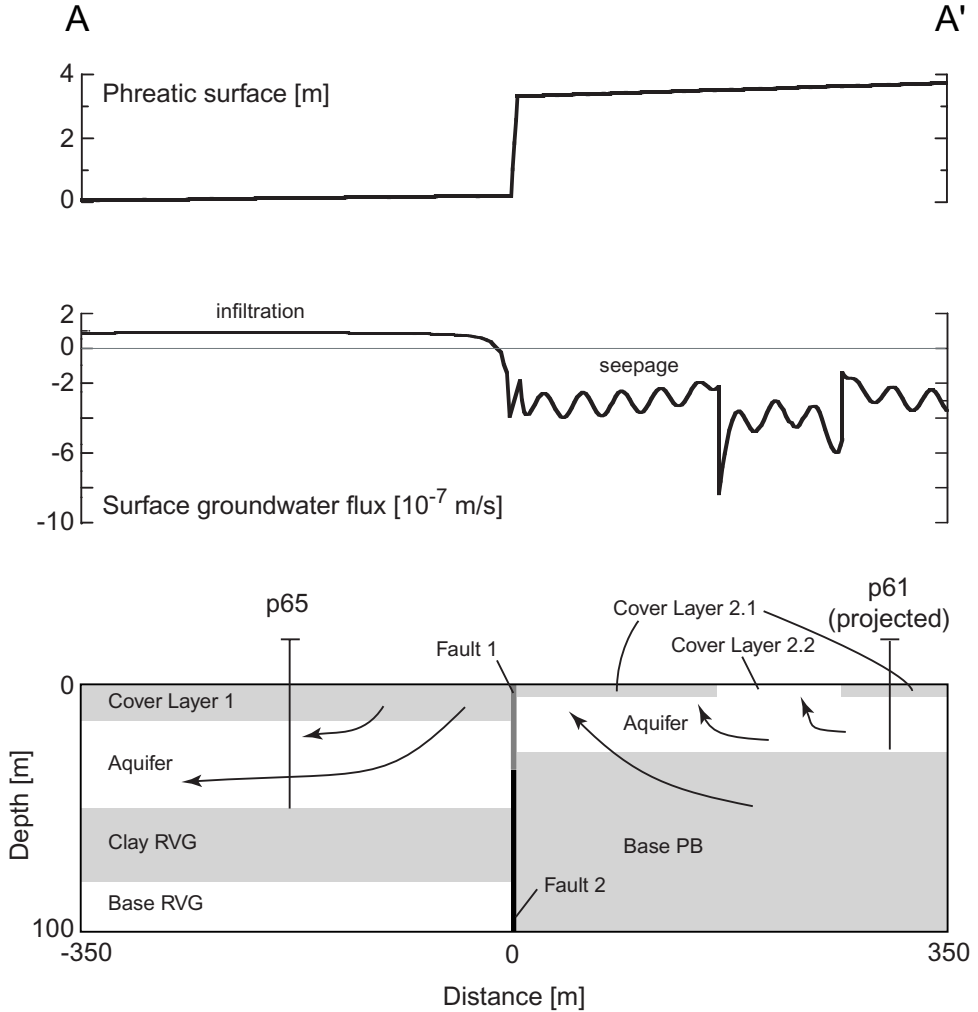 A A'
4
Phreatic surface [m]
2
0
2
infiltration
0
seepage
-2
-6
Surface groundwater flux [10-7 m/s]
-10
p65
p61
(projected)
Cover Layer 2.1
Fault 1
Cover Layer 2.2
0
Cover Layer 1
Aquifer
Aquifer
Depth [m]
Clay RVG
Base PB
Fault 2
Base RVG
100
-350 0 350
Distance [m]